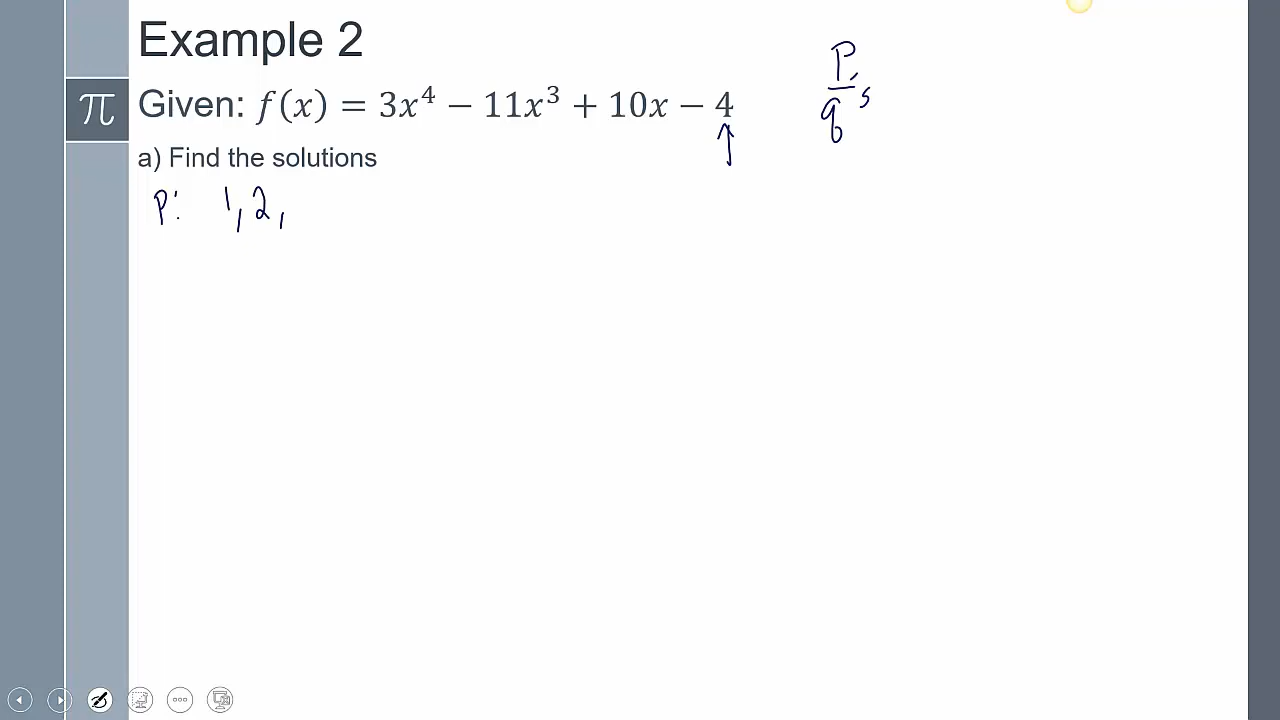 Example 2
π Given: f(x) = 3x⁴ − 11x³ + 10x − 4
P's
q
a) Find the solutions
P: 1, 2,